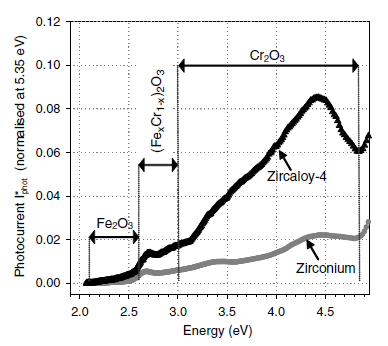 0.12
0.10
0.08
0.06
0.04
0.02
0.00
Photocurrent I*phot (normalised at 5.35 eV)
Fe2O3
(FexCr1-x)2O3
Cr2O3
Zircaloy-4
Zirconium
2.0 2.5 3.0 3.5 4.0 4.5
Energy (eV)